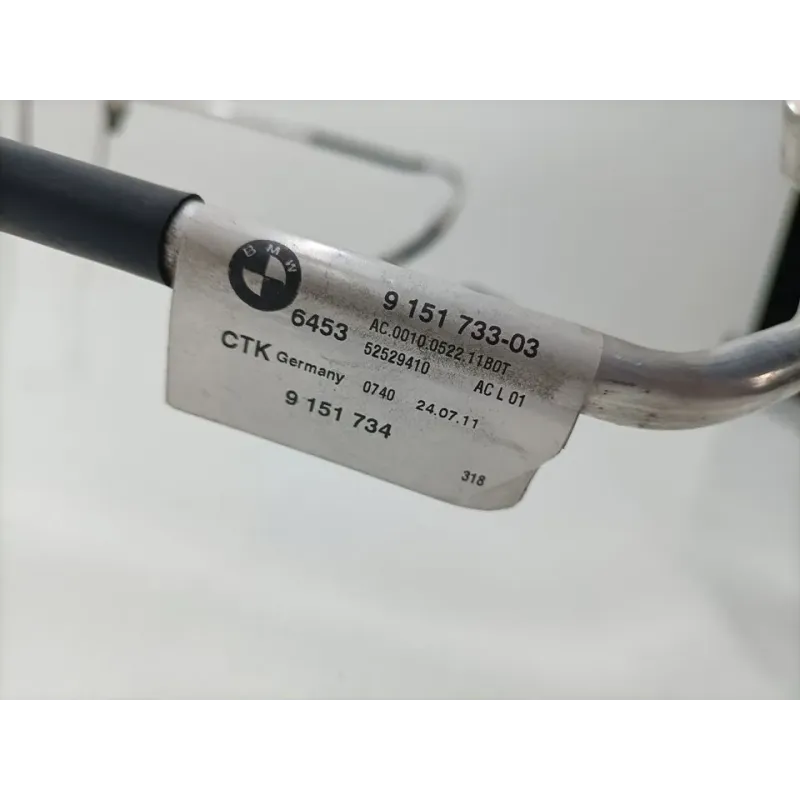 BMW
6453 9 151 733-03
AC.0010.0522.11B0T
52529410 AC L 01
CTK Germany 0740 24.07.11
9 151 734
318